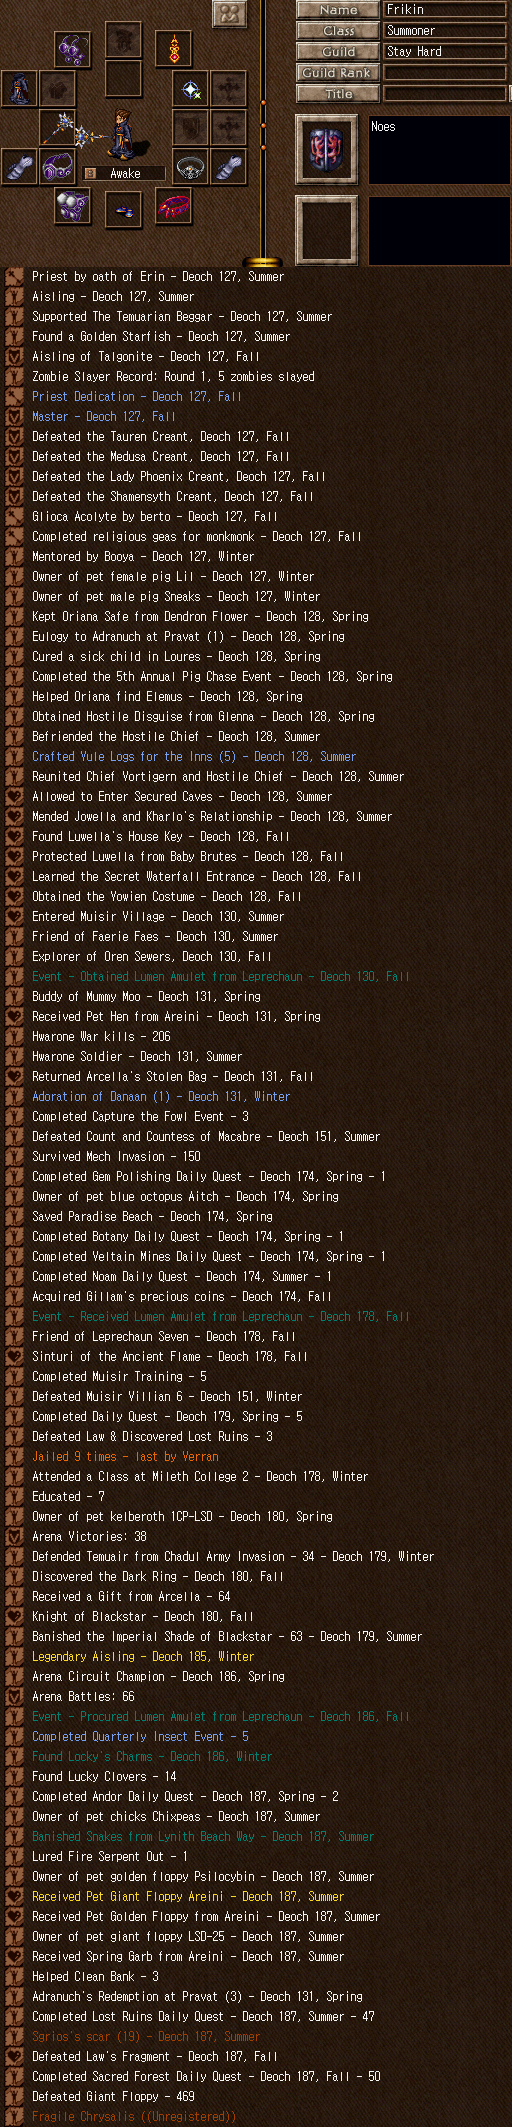 Name
Frikin
Class
Summoner
Guild
Stay Hard
Guild Rank
Title
Noes
Awake
Priest by oath of Erin - Deoch 127, Summer
Aisling - Deoch 127, Summer
Supported The Temuarian Beggar - Deoch 127, Summer
Found a Golden Starfish - Deoch 127, Summer
Aisling of Talgonite - Deoch 127, Fall
Zombie Slayer Record: Round 1, 5 zombies slayed
Priest Dedication - Deoch 127, Fall
Master - Deoch 127, Fall
Defeated the Tauren Creant, Deoch 127, Fall
Defeated the Medusa Creant, Deoch 127, Fall
Defeated the Lady Phoenix Creant, Deoch 127, Fall
Defeated the Shamensyth Creant, Deoch 127, Fall
Glioca Acolyte by berto - Deoch 127, Fall
Completed religious geas for monkmonk - Deoch 127, Fall
Mentored by Booya - Deoch 127, Winter
Owner of pet female pig Lil - Deoch 127, Winter
Owner of pet male pig Sneaks - Deoch 127, Winter
Kept Oriana Safe from Dendron Flower - Deoch 128, Spring
Eulogy to Adranuch at Pravat (1) - Deoch 128, Spring
Cured a sick child in Loures - Deoch 128, Spring
Completed the 5th Annual Pig Chase Event - Deoch 128, Spring
Helped Oriana find Elemus - Deoch 128, Spring
Obtained Hostile Disguise from Glenna - Deoch 128, Spring
Befriended the Hostile Chief - Deoch 128, Summer
Crafted Yule Logs for the Inns (5) - Deoch 128, Summer
Reunited Chief Vortigern and Hostile Chief - Deoch 128, Summer
Allowed to Enter Secured Caves - Deoch 128, Summer
Mended Jowella and Kharlo's Relationship - Deoch 128, Summer
Found Luwella's House Key - Deoch 128, Fall
Protected Luwella from Baby Brutes - Deoch 128, Fall
Learned the Secret Waterfall Entrance - Deoch 128, Fall
Obtained the Yowien Costume - Deoch 128, Fall
Entered Muisir Village - Deoch 130, Summer
Friend of Faerie Faes - Deoch 130, Summer
Explorer of Oren Sewers, Deoch 130, Fall
Event - Obtained Lumen Amulet from Leprechaun - Deoch 130, Fall
Buddy of Mummy Moo - Deoch 131, Spring
Received Pet Hen from Areini - Deoch 131, Spring
Hwarone War kills - 206
Hwarone Soldier - Deoch 131, Summer
Returned Arcella's Stolen Bag - Deoch 131, Fall
Adoration of Danaan (1) - Deoch 131, Winter
Completed Capture the Fowl Event - 3
Defeated Count and Countess of Macabre - Deoch 151, Summer
Survived Mech Invasion - 150
Completed Gem Polishing Daily Quest - Deoch 174, Spring - 1
Owner of pet blue octopus Aitch - Deoch 174, Spring
Saved Paradise Beach - Deoch 174, Spring
Completed Botany Daily Quest - Deoch 174, Spring - 1
Completed Veltain Mines Daily Quest - Deoch 174, Spring - 1
Completed Noam Daily Quest - Deoch 174, Summer - 1
Acquired Gillam's precious coins - Deoch 174, Fall
Event - Received Lumen Amulet from Leprechaun - Deoch 178, Fall
Friend of Leprechaun Seven - Deoch 178, Fall
Sinturi of the Ancient Flame - Deoch 178, Fall
Completed Muisir Training - 5
Defeated Muisir Villian 6 - Deoch 151, Winter
Completed Daily Quest - Deoch 179, Spring - 5
Defeated Law & Discovered Lost Ruins - 3
Jailed 9 times - last by Verran
Attended a Class at Mileth College 2 - Deoch 178, Winter
Educated - 7
Owner of pet kelberoth 1CP-LSD - Deoch 180, Spring
Arena Victories: 38
Defended Temuair from Chadul Army Invasion - 34 - Deoch 179, Winter
Discovered the Dark Ring - Deoch 180, Fall
Received a Gift from Arcella - 64
Knight of Blackstar - Deoch 180, Fall
Banished the Imperial Shade of Blackstar - 63 - Deoch 179, Summer
Legendary Aisling - Deoch 185, Winter
Arena Circuit Champion - Deoch 186, Spring
Arena Battles: 66
Event - Procured Lumen Amulet from Leprechaun - Deoch 186, Fall
Completed Quarterly Insect Event - 5
Found Locky's Charms - Deoch 186, Winter
Found Lucky Clovers - 14
Completed Andor Daily Quest - Deoch 187, Spring - 2
Owner of pet chicks Chixpeas - Deoch 187, Summer
Banished Snakes from Lynith Beach Way - Deoch 187, Summer
Lured Fire Serpent Out - 1
Owner of pet golden floppy Psilocybin - Deoch 187, Summer
Received Pet Giant Floppy Areini - Deoch 187, Summer
Received Pet Golden Floppy from Areini - Deoch 187, Summer
Owner of pet giant floppy LSD-25 - Deoch 187, Summer
Received Spring Garb from Areini - Deoch 187, Summer
Helped Clean Bank - 3
Adranuch's Redemption at Pravat (3) - Deoch 131, Spring
Completed Lost Ruins Daily Quest - Deoch 187, Summer - 47
Sgrios's scar (19) - Deoch 187, Summer
Defeated Law's Fragment - Deoch 187, Fall
Completed Sacred Forest Daily Quest - Deoch 187, Fall - 50
Defeated Giant Floppy - 469
Fragile Chrysalis ((Unregistered))